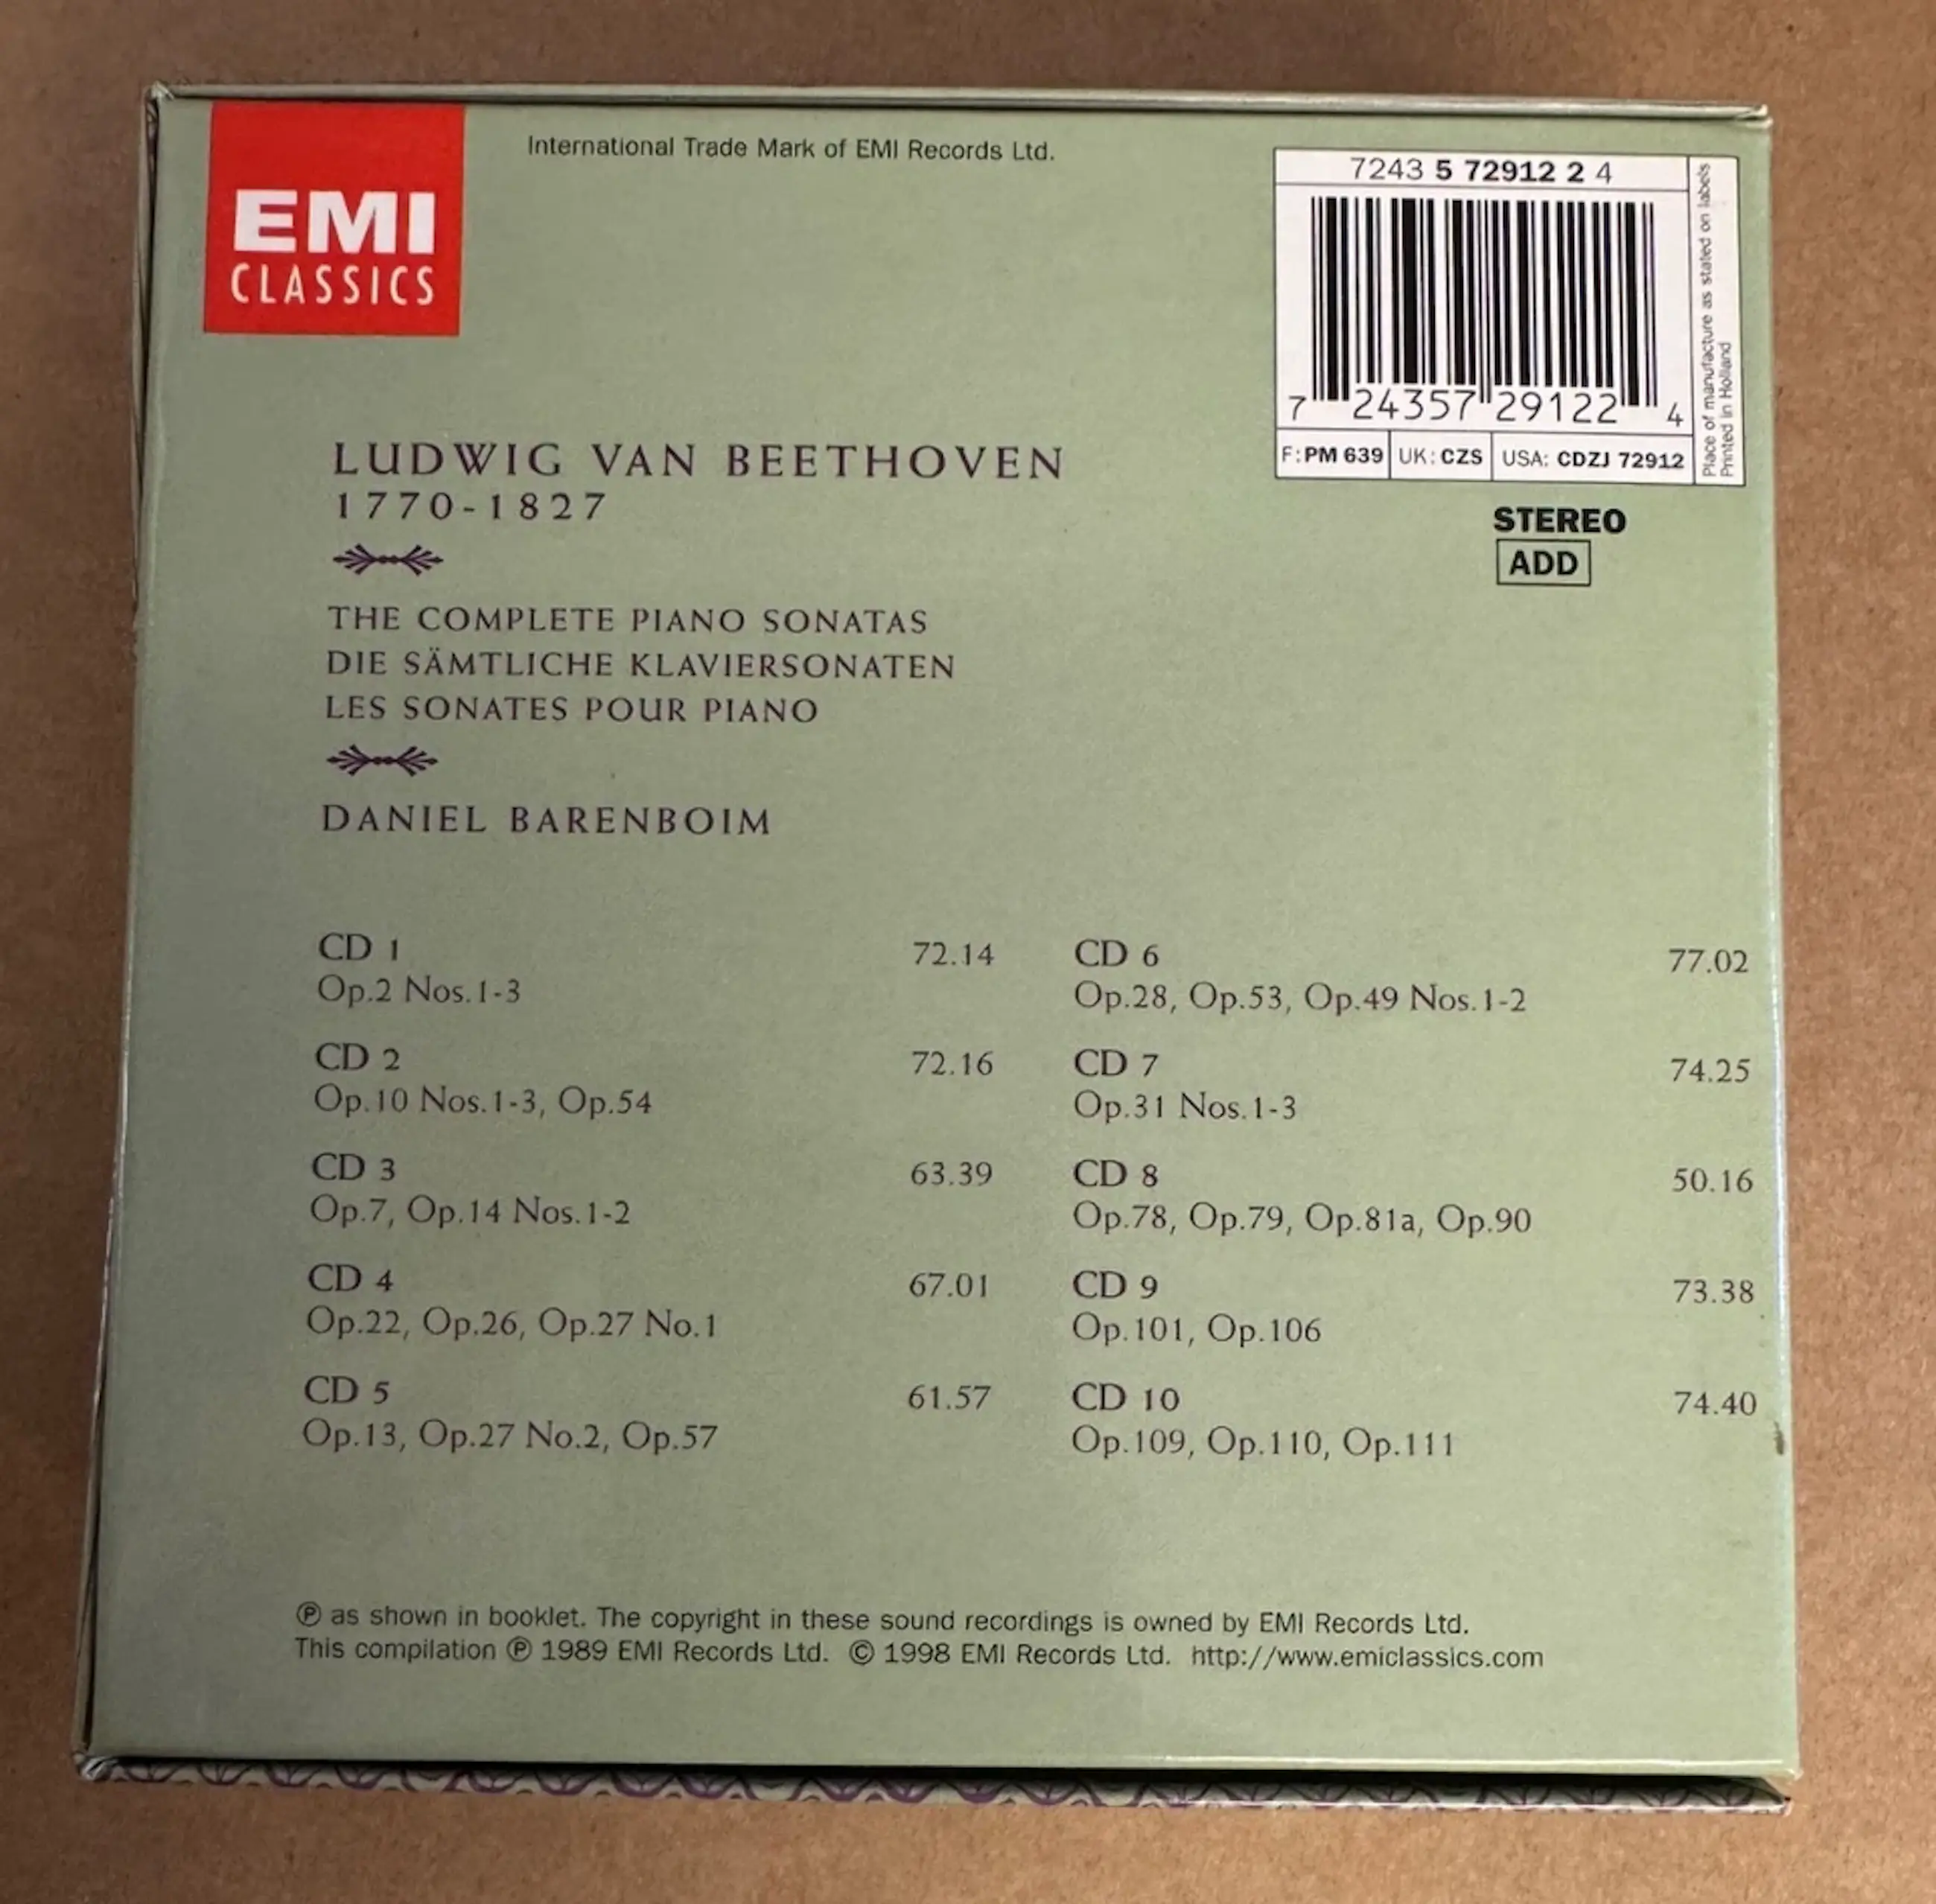 EMI
CLASSICS
International Trade Mark of EMI Records Ltd.
7243 5 72912 2 4
7 24357 29122 4
F:PM 639 UK:CZS USA: CDZJ 72912
Place of manufacture as stated on labels
Printed in Holland
STEREO
ADD
LUDWIG VAN BEETHOVEN
1770-1827
THE COMPLETE PIANO SONATAS
DIE SÄMTLICHE KLAVIERSONATEN
LES SONATES POUR PIANO
DANIEL BARENBOIM
CD 1 72.14
Op.2 Nos.1-3
CD 2 72.16
Op.10 Nos.1-3, Op.54
CD 3 63.39
Op.7, Op.14 Nos.1-2
CD 4 67.01
Op.22, Op.26, Op.27 No.1
CD 5 61.57
Op.13, Op.27 No.2, Op.57
CD 6 77.02
Op.28, Op.53, Op.49 Nos.1-2
CD 7 74.25
Op.31 Nos.1-3
CD 8 50.16
Op.78, Op.79, Op.81a, Op.90
CD 9 73.38
Op.101, Op.106
CD 10 74.40
Op.109, Op.110, Op.111
℗ as shown in booklet. The copyright in these sound recordings is owned by EMI Records Ltd.
This compilation ℗ 1989 EMI Records Ltd. © 1998 EMI Records Ltd. http://www.emiclassics.com